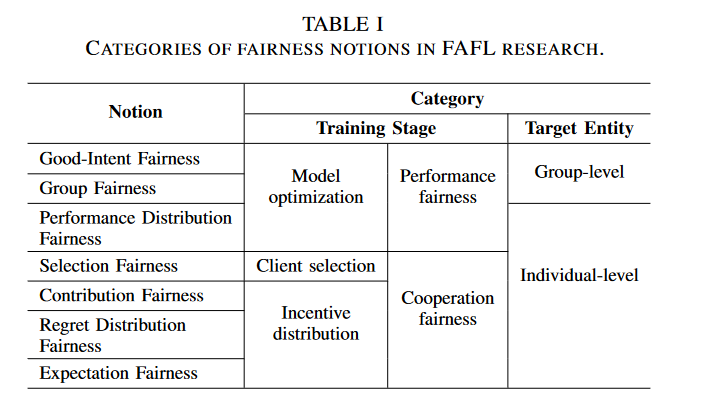 TABLE I
CATEGORIES OF FAIRNESS NOTIONS IN FAFL RESEARCH.
Notion
Category
Training Stage
Target Entity
Good-Intent Fairness
Group Fairness
Performance Distribution
Fairness
Selection Fairness
Contribution Fairness
Regret Distribution
Fairness
Expectation Fairness
Model
optimization
Client selection
Incentive
distribution
Performance
fairness
Cooperation
fairness
Group-level
Individual-level